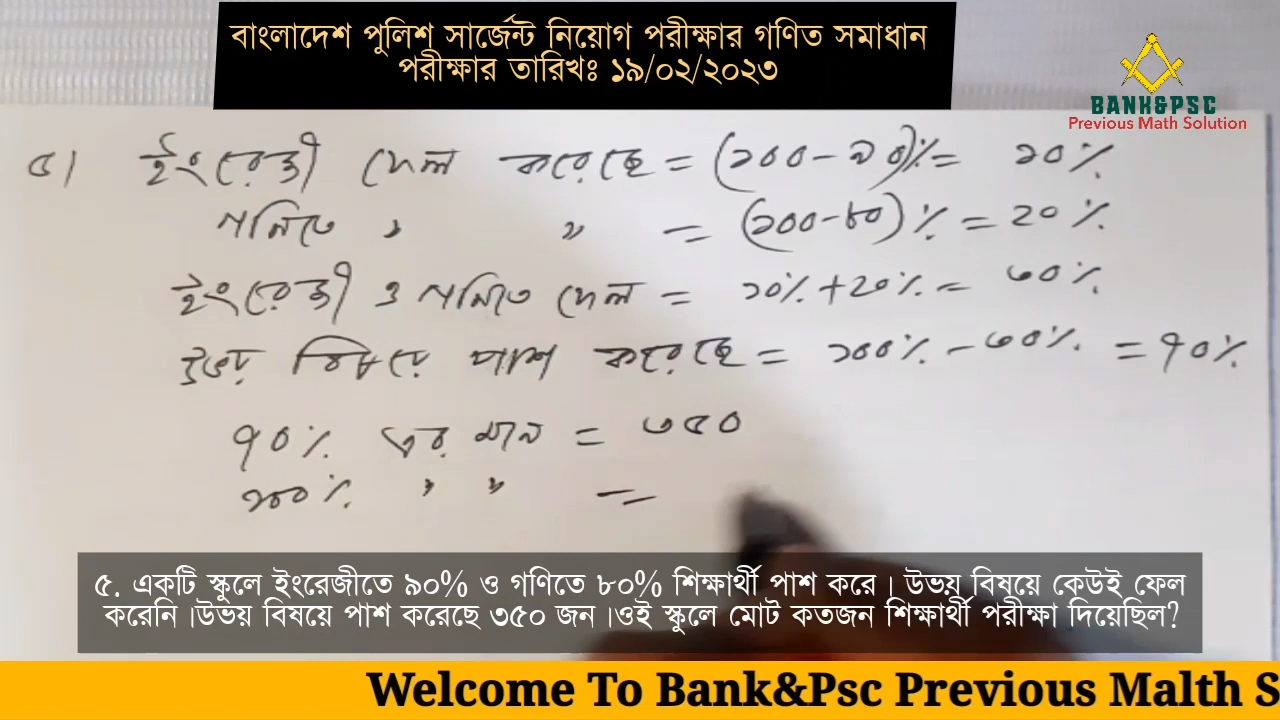 বাংলাদেশ পুলিশ সার্জেন্ট নিয়োগ পরীক্ষার গণিত সমাধান
পরীক্ষার তারিখঃ ১৯/০২/২০২৩
BANK&PSC
Previous Math Solution
৫) ইংরেজী ফেল করেছে = (১০০-৯০)% = ১০%
গনিতে " " = (১০০-৮০)% = ২০%
ইংরেজী ও গনিতে ফেল = ১০%+২০% = ৩০%
উভয় বিষয়ে পাশ করেছে = ১০০% - ৩০% = ৭০%
৭০% এর মান = ৩৫০
১০০% " " =
৫. একটি স্কুলে ইংরেজীতে ৯০% ও গণিতে ৮০% শিক্ষার্থী পাশ করে। উভয় বিষয়ে কেউই ফেল
করেনি।উভয় বিষয়ে পাশ করেছে ৩৫০ জন।ওই স্কুলে মোট কতজন শিক্ষার্থী পরীক্ষা দিয়েছিল?
Welcome To Bank&Psc Previous Malth S